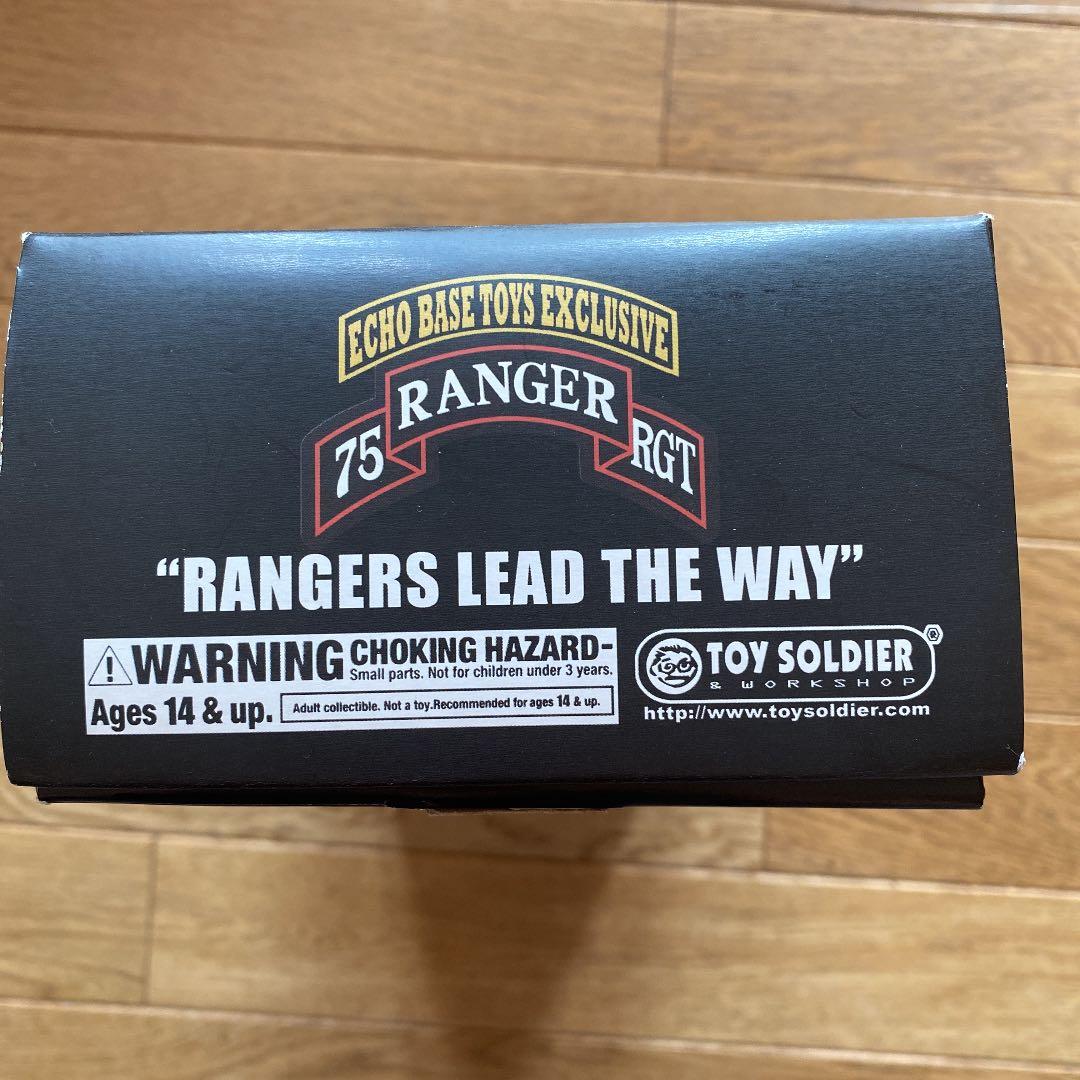 ECHO BASE TOYS EXCLUSIVE
75 RANGER RGT
“RANGERS LEAD THE WAY”
WARNING CHOKING HAZARD-
Small parts. Not for children under 3 years.
Ages 14 & up. Adult collectible. Not a toy.Recommended for ages 14 & up.
TOY SOLDIER ®
& WORKSHOP
http://www.toysoldier.com